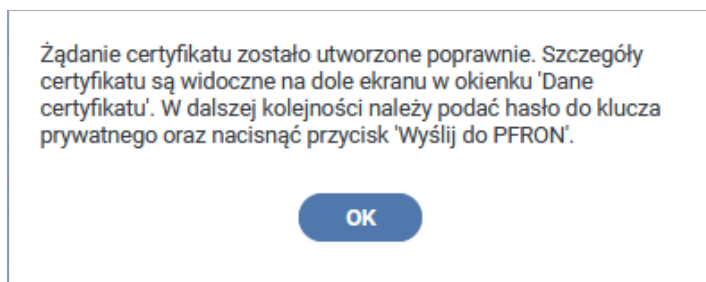 Żądanie certyfikatu zostało utworzone poprawnie. Szczegóły
certyfikatu są widoczne na dole ekranu w okienku 'Dane
certyfikatu'. W dalszej kolejności należy podać hasło do klucza
prywatnego oraz nacisnąć przycisk 'Wyślij do PFRON'.
OK